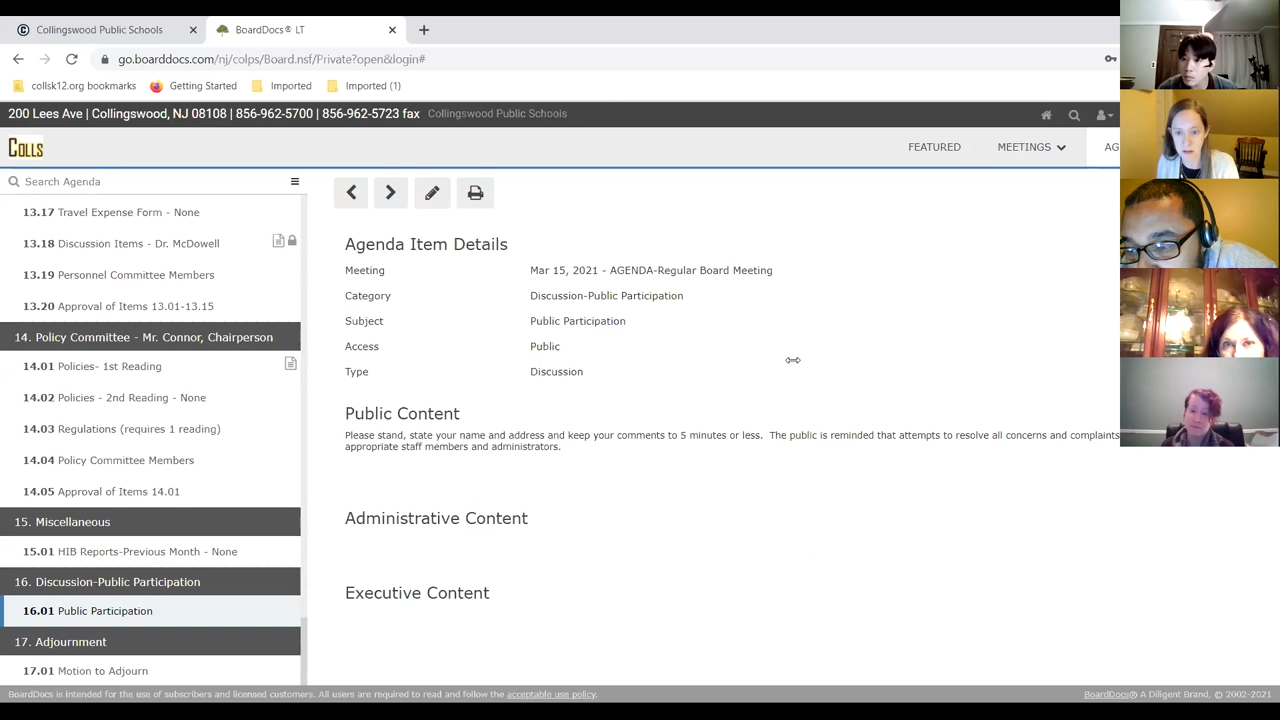 Collingswood Public Schools
BoardDocs® LT
go.boarddocs.com/nj/colps/Board.nsf/Private?open&login#
collsk12.org bookmarks
Getting Started
Imported
Imported (1)
200 Lees Ave | Collingswood, NJ 08108 | 856-962-5700 | 856-962-5723 fax
Collingswood Public Schools
COLLS
FEATURED
MEETINGS
AG
Search Agenda
13.17 Travel Expense Form - None
13.18 Discussion Items - Dr. McDowell
13.19 Personnel Committee Members
13.20 Approval of Items 13.01-13.15
14. Policy Committee - Mr. Connor, Chairperson
14.01 Policies- 1st Reading
14.02 Policies - 2nd Reading - None
14.03 Regulations (requires 1 reading)
14.04 Policy Committee Members
14.05 Approval of Items 14.01
15. Miscellaneous
15.01 HIB Reports-Previous Month - None
16. Discussion-Public Participation
16.01 Public Participation
17. Adjournment
17.01 Motion to Adjourn
Agenda Item Details
Meeting Mar 15, 2021 - AGENDA-Regular Board Meeting
Category Discussion-Public Participation
Subject Public Participation
Access Public
Type Discussion
Public Content
Please stand, state your name and address and keep your comments to 5 minutes or less. The public is reminded that attempts to resolve all concerns and complaints
appropriate staff members and administrators.
Administrative Content
Executive Content
BoardDocs is intended for the use of subscribers and licensed customers. All users are required to read and follow the acceptable use policy.
BoardDocs® A Diligent Brand, © 2002-2021